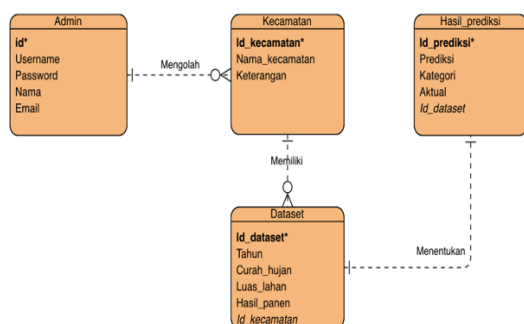 Admin
id*
Username
Password
Nama
Email
Mengolah
Kecamatan
Id_kecamatan*
Nama_kecamatan
Keterangan
Hasil_prediksi
Id_prediksi*
Prediksi
Kategori
Aktual
Id_dataset
Memiliki
Dataset
Id_dataset*
Tahun
Curah_hujan
Luas_lahan
Hasil_panen
Id_kecamatan
Menentukan